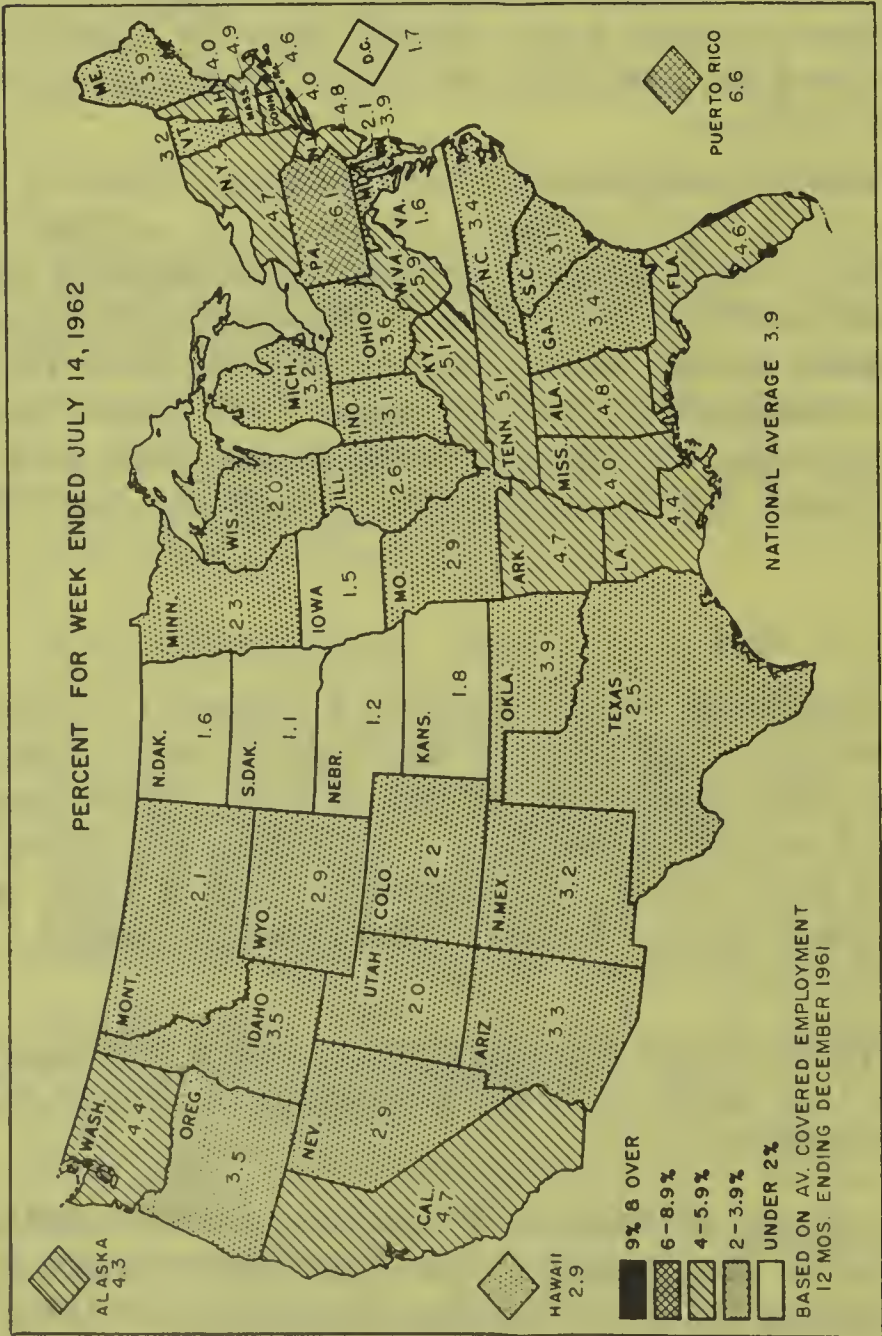 PERCENT FOR WEEK ENDED JULY 14, 1962
ALASKA
4.3
HAWAII
2.9
WASH.
4.4
OREG.
3.5
CAL.
4.7
NEV.
2.9
IDAHO
3.5
MONT.
2.1
WYO.
2.9
UTAH
2.0
COLO.
2.2
ARIZ.
3.3
N.MEX.
3.2
N.DAK.
1.6
S.DAK.
1.1
NEBR.
1.2
KANS.
1.8
OKLA.
3.9
TEXAS
2.5
MINN.
2.3
IOWA
1.5
MO.
2.9
ARK.
4.7
LA.
4.4
WIS.
2.0
ILL.
2.6
MICH.
3.2
IND.
3.1
OHIO
3.6
KY.
5.1
TENN. 5.1
MISS.
4.0
ALA.
4.8
GA.
3.4
FLA.
4.6
S.C.
3.1
N.C.
3.4
VA.
1.6
W.VA.
5.9
PA.
6.1
N.Y.
4.7
VT.
3.2
N.H.
4.0
ME.
3.9
MASS.
4.9
4.6
CONN.
4.0
N.J.
4.8
2.1
MD.
3.9
D.C.
1.7
PUERTO RICO
6.6
NATIONAL AVERAGE 3.9
9% & OVER
6-8.9%
4-5.9%
2-3.9%
UNDER 2%
BASED ON AV. COVERED EMPLOYMENT
12 MOS. ENDING DECEMBER 1961